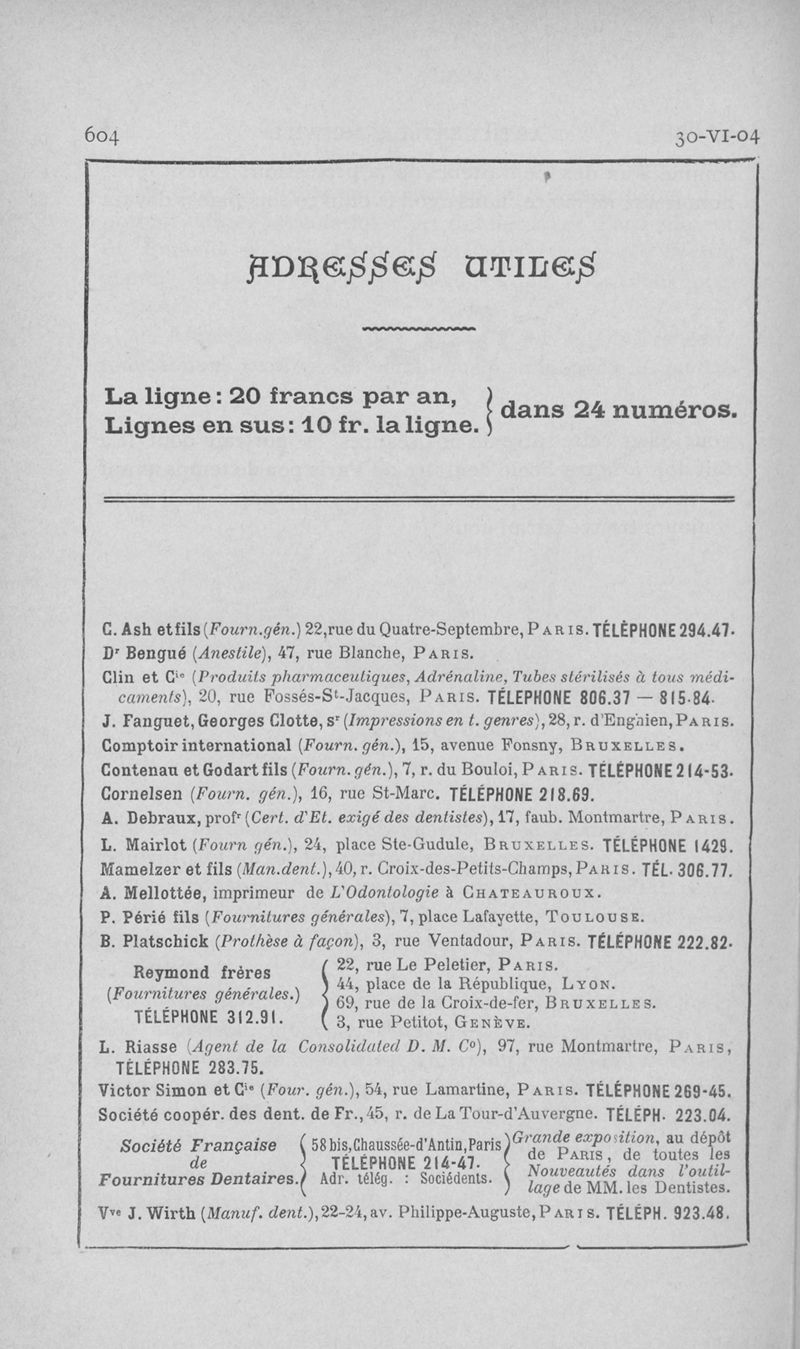 604 30-VI-04
ADRESSES UTILES
La ligne : 20 francs par an,
Lignes en sus : 10 fr. la ligne.
} dans 24 numéros.
C. Ash et fils (Fourn. gén.) 22, rue du Quatre-Septembre, PARIS. TÉLÉPHONE 294.47.
Dr Bengué (Anestile), 47, rue Blanche, PARIS.
Clin et Cie (Produits pharmaceutiques, Adrénaline, Tubes stérilisés à tous médi-
caments), 20, rue Fossés-St-Jacques, PARIS. TÉLEPHONE 806.37 — 815-84.
J. Fanguet, Georges Clotte, sr (Impressions en t. genres), 28, r. d'Enghien, PARIS.
Comptoir international (Fourn. gén.), 15, avenue Fonsny, BRUXELLES.
Contenau et Godart fils (Fourn. gén.), 7, r. du Bouloi, PARIS. TÉLÉPHONE 214-53.
Cornelsen (Fourn. gén.), 16, rue St-Marc. TÉLÉPHONE 218.69.
A. Debraux, profr (Cert. d'Et. exigé des dentistes), 17, faub. Montmartre, PARIS.
L. Mairlot (Fourn gén.), 24, place Ste-Gudule, BRUXELLES. TÉLÉPHONE 1429.
Mamelzer et fils (Man. dent.), 40, r. Croix-des-Petits-Champs, PARIS. TÉL. 306.77.
A. Mellottée, imprimeur de L'Odontologie à CHATEAUROUX.
P. Périé fils (Fournitures générales), 7, place Lafayette, TOULOUSE.
B. Platschick (Prothèse à façon), 3, rue Ventadour, PARIS. TÉLÉPHONE 222.82.
Reymond frères
(Fournitures générales.)
TÉLÉPHONE 312.91.
22, rue Le Peletier, PARIS.
44, place de la République, LYON.
69, rue de la Croix-de-fer, BRUXELLES.
3, rue Petitot, GENÈVE.
L. Riasse (Agent de la Consolidated D. M. Co), 97, rue Montmartre, PARIS,
TÉLÉPHONE 283.75.
Victor Simon et Cie (Four. gén.), 54, rue Lamartine, PARIS. TÉLÉPHONE 269-45.
Société coopér. des dent. de Fr., 45, r. de La Tour-d'Auvergne. TÉLÉPH. 223.04.
Société Française
de
Fournitures Dentaires.
58 bis, Chaussée-d'Antin, Paris
TÉLÉPHONE 214-47.
Adr. télég. : Sociédents.
Grande exposition, au dépôt
de PARIS, de toutes les
Nouveautés dans l'outil-
lage de MM. les Dentistes.
Vve J. Wirth (Manuf. dent.), 22-24, av. Philippe-Auguste, PARIS. TÉLÉPH. 923.48.